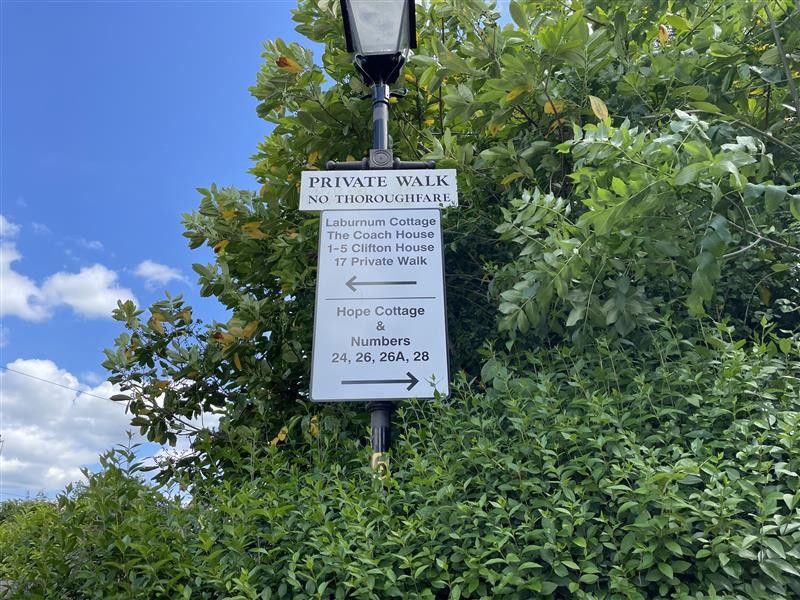 PRIVATE WALK
NO THOROUGHFARE
Laburnum Cottage
The Coach House
1-5 Clifton House
17 Private Walk
Hope Cottage
&
Numbers
24, 26, 26A, 28